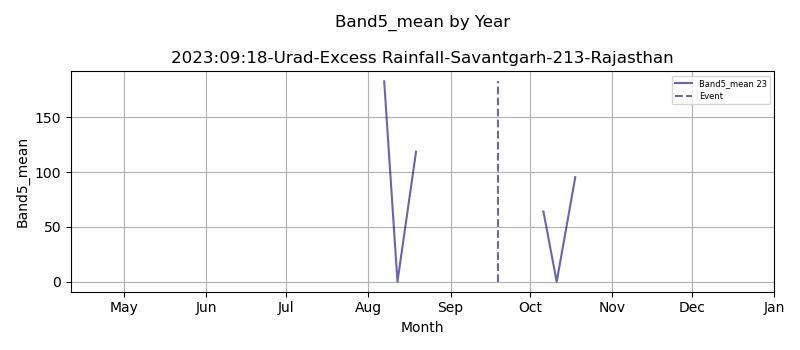 Band5_mean by Year
2023:09:18-Urad-Excess Rainfall-Savantgarh-213-Rajasthan
Band5_mean 23
Event
150
100
50
0
Band5_mean
May Jun Jul Aug Sep Oct Nov Dec Jan
Month